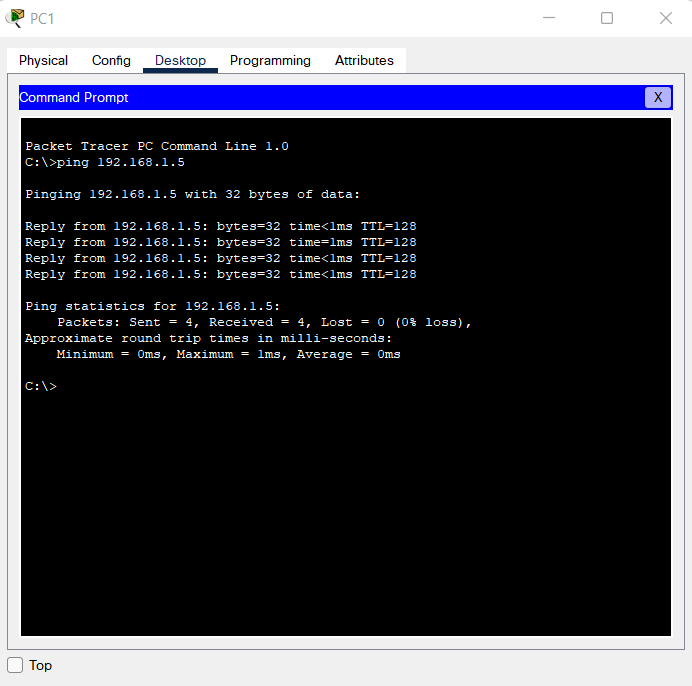 PC1
Physical Config Desktop Programming Attributes
Command Prompt X
Packet Tracer PC Command Line 1.0
C:\>ping 192.168.1.5
Pinging 192.168.1.5 with 32 bytes of data:
Reply from 192.168.1.5: bytes=32 time<1ms TTL=128
Reply from 192.168.1.5: bytes=32 time=1ms TTL=128
Reply from 192.168.1.5: bytes=32 time<1ms TTL=128
Reply from 192.168.1.5: bytes=32 time<1ms TTL=128
Ping statistics for 192.168.1.5:
    Packets: Sent = 4, Received = 4, Lost = 0 (0% loss),
Approximate round trip times in milli-seconds:
    Minimum = 0ms, Maximum = 1ms, Average = 0ms
C:\>
Top